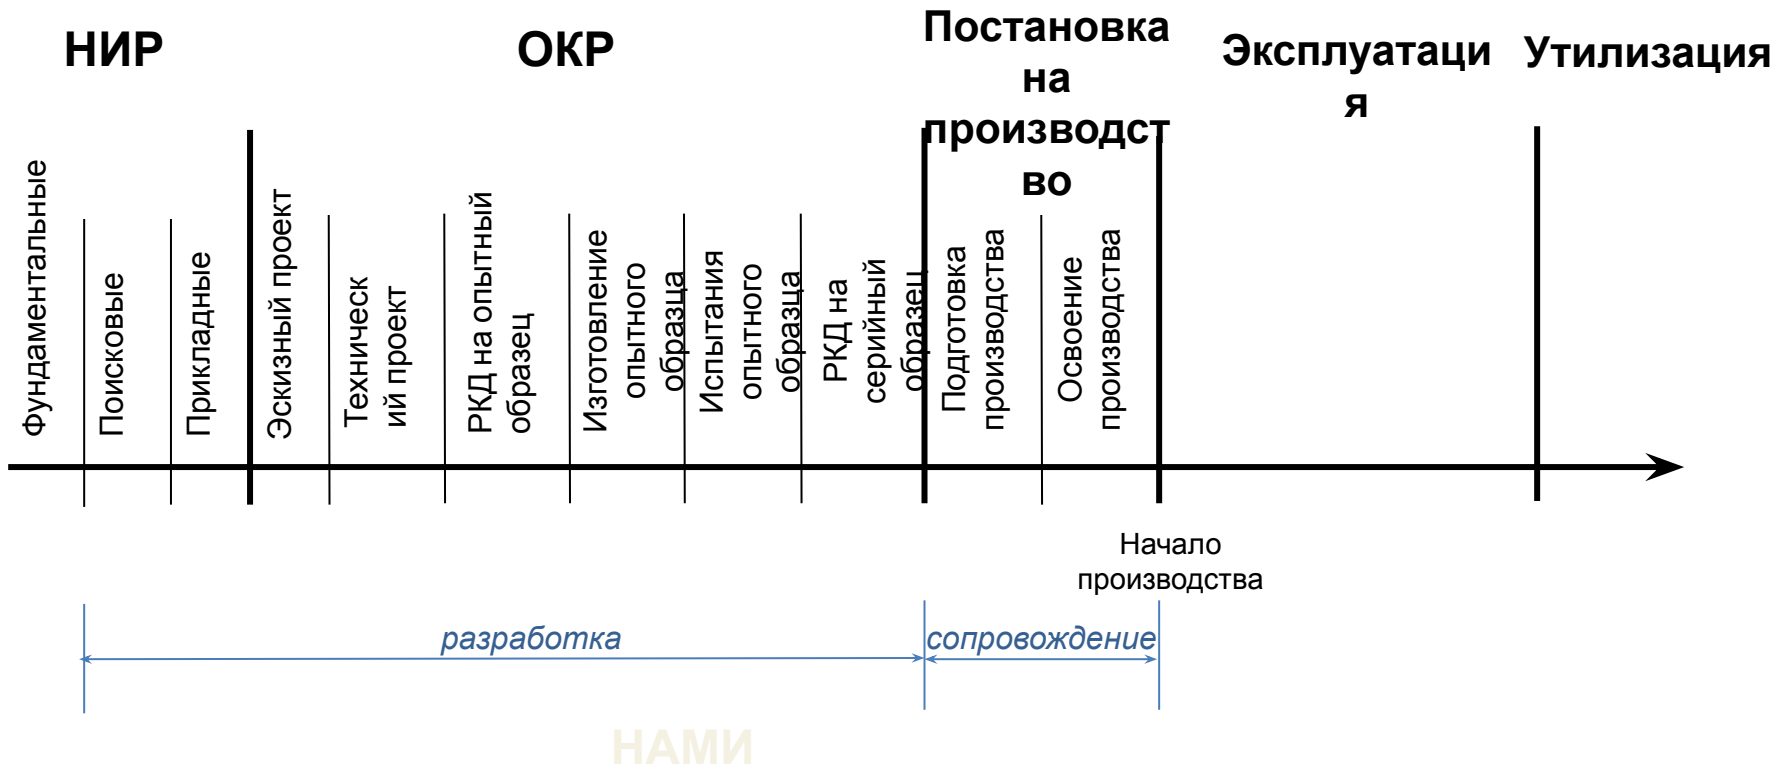 НИР
ОКР
Постановка
на
производст
во
Эксплуатаци
я
Утилизация
Фундаментальные
Поисковые
Прикладные
Эскизный проект
Техническ
ий проект
РКД на опытный
образец
Изготовление
опытного
образца
Испытания
опытного
образца
РКД на
серийный
образец
Подготовка
производства
Освоение
производства
Начало
производства
разработка
сопровождение
НАМИ